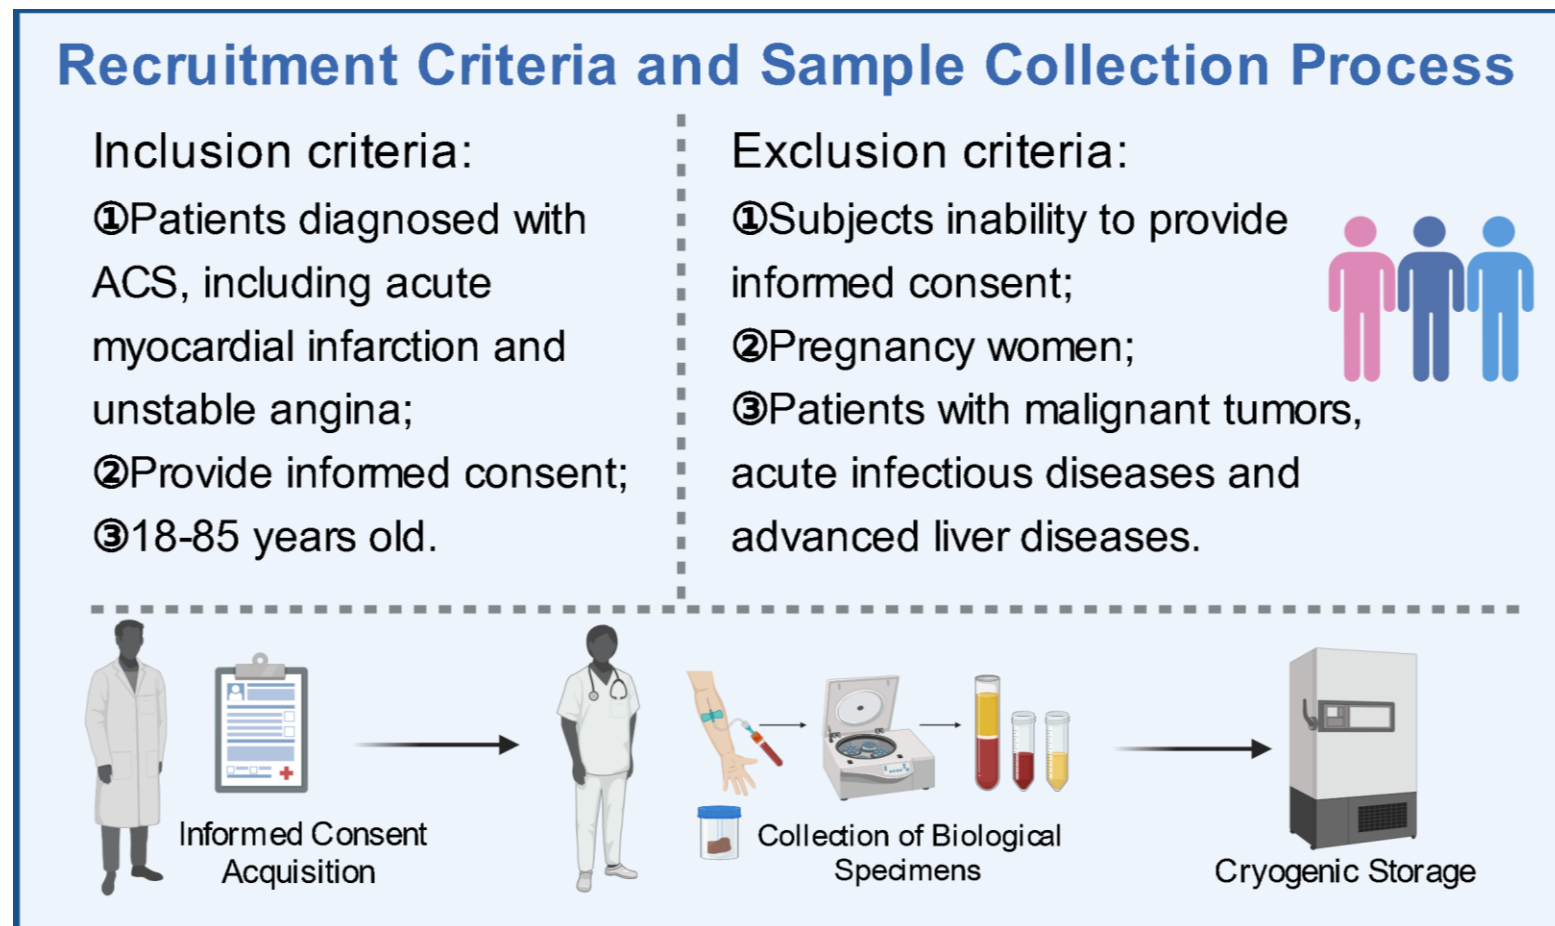 Recruitment Criteria and Sample Collection Process
Inclusion criteria:
①Patients diagnosed with
ACS, including acute
myocardial infarction and
unstable angina;
②Provide informed consent;
③18-85 years old.
Exclusion criteria:
①Subjects inability to provide
informed consent;
②Pregnancy women;
③Patients with malignant tumors,
acute infectious diseases and
advanced liver diseases.
Informed Consent
Acquisition
Collection of Biological
Specimens
Cryogenic Storage